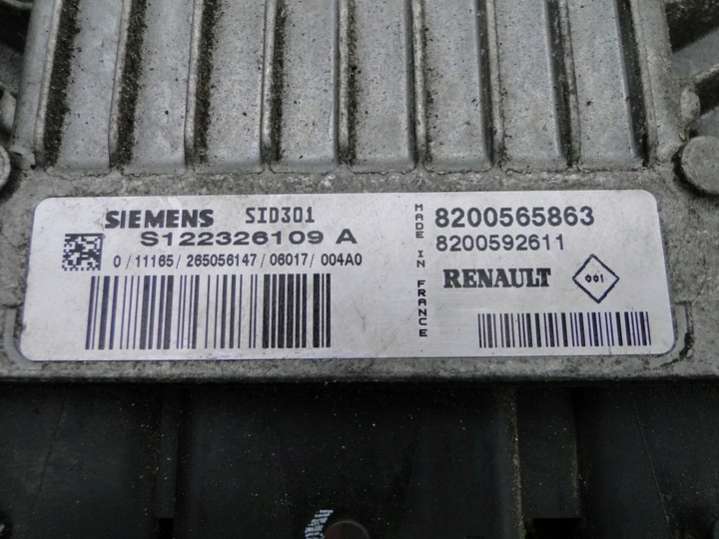 SIEMENS SID301
S122326109 A
0 / 11165 / 265056147 / 06017 / 004A0
MADE IN FRANCE
8200565863
8200592611
RENAULT 001